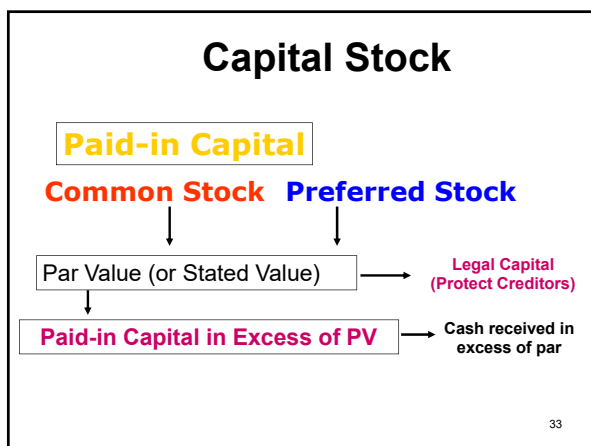 Capital Stock
Paid-in Capital
Common Stock Preferred Stock
Par Value (or Stated Value)
Legal Capital
(Protect Creditors)
Paid-in Capital in Excess of PV
Cash received in
excess of par
33